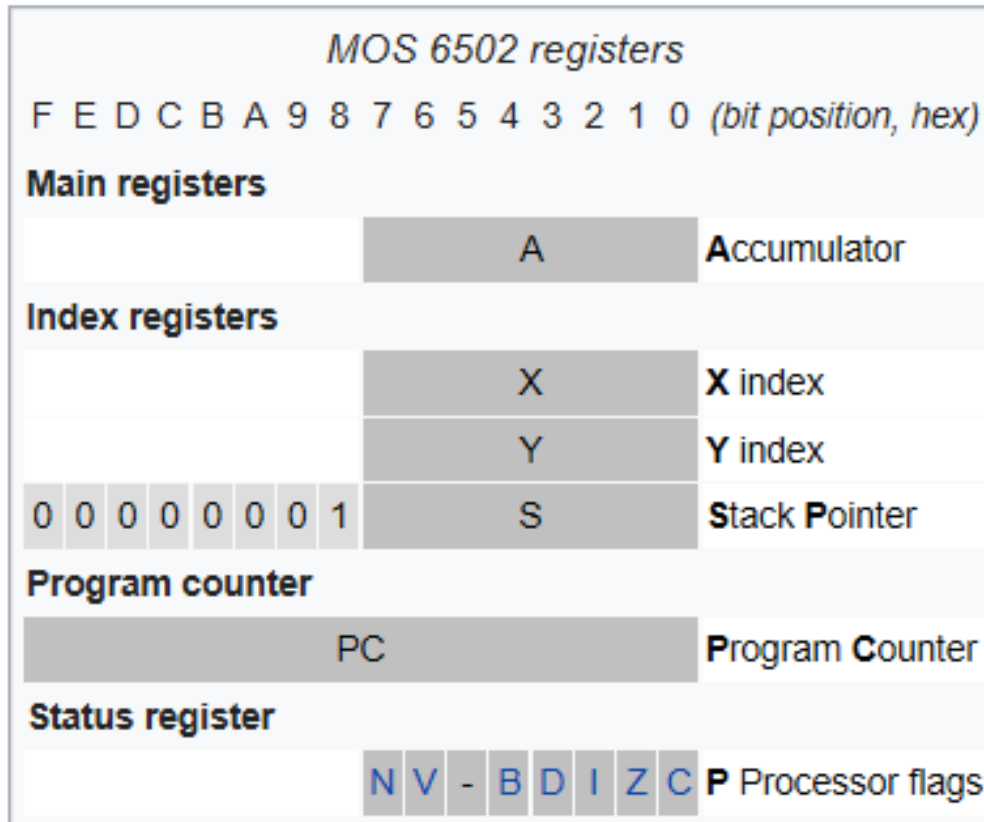 MOS 6502 registers
F E D C B A 9 8 7 6 5 4 3 2 1 0 (bit position, hex)
Main registers
A Accumulator
Index registers
X X index
Y Y index
0 0 0 0 0 0 0 1 S Stack Pointer
Program counter
PC Program Counter
Status register
N V - B D I Z C P Processor flags